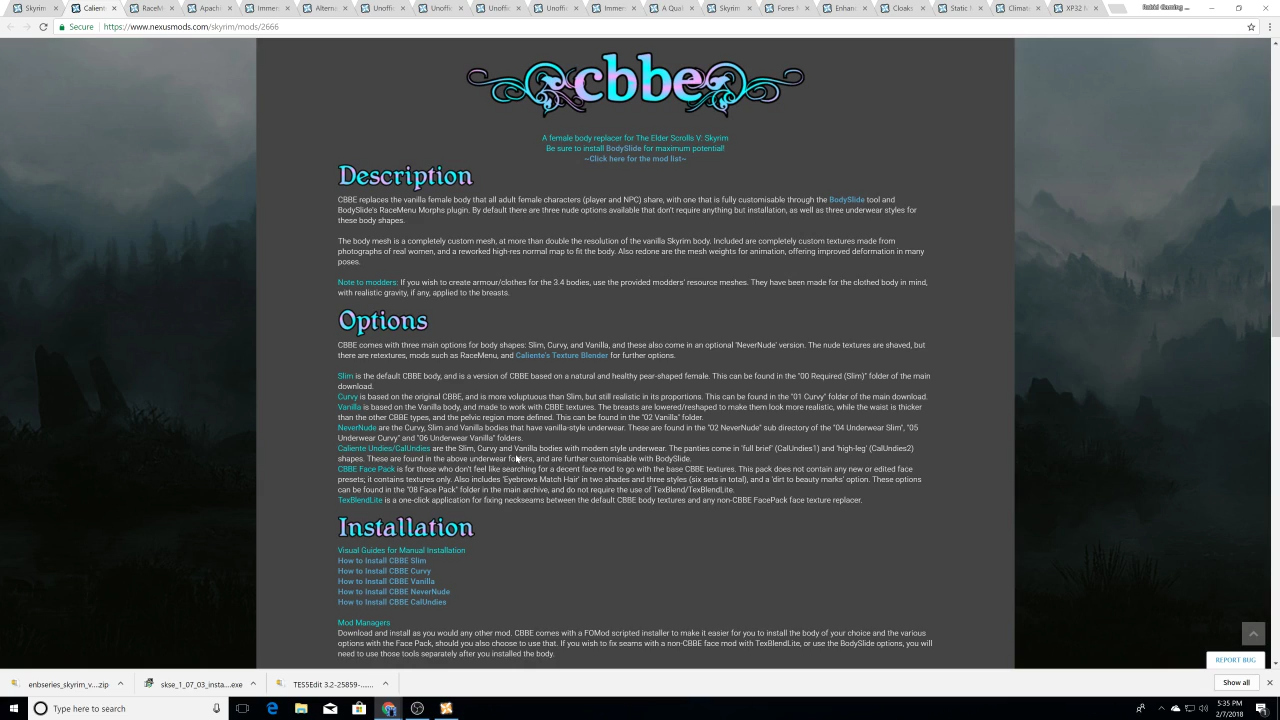 Skyrim
Calient
RaceM
Apachi
Immer
Altern
Unoffi
Unoffi
Unoffi
Unoffi
Immer
A Qual
Skyrim
Fores
Enhan
Cloaks
Static
Climat
XP32 M
Secure
https://www.nexusmods.com/skyrim/mods/2666
cbbe
A female body replacer for The Elder Scrolls V: Skyrim
Be sure to install BodySlide for maximum potential!
~Click here for the mod list~
Description
CBBE replaces the vanilla female body that all adult female characters (player and NPC) share, with one that is fully customisable through the BodySlide tool and
BodySlide's RaceMenu Morphs plugin. By default there are three nude options available that don't require anything but installation, as well as three underwear styles for
these body shapes.
The body mesh is a completely custom mesh, at more than double the resolution of the vanilla Skyrim body. Included are completely custom textures made from
photographs of real women, and a reworked high-res normal map to fit the body. Also redone are the mesh weights for animation, offering improved deformation in many
poses.
Note to modders: If you wish to create armour/clothes for the 3.4 bodies, use the provided modders' resource meshes. They have been made for the clothed body in mind,
with realistic gravity, if any, applied to the breasts.
Options
CBBE comes with three main options for body shapes: Slim, Curvy, and Vanilla, and these also come in an optional 'NeverNude' version. The nude textures are shaved, but
there are retextures, mods such as RaceMenu, and Caliente's Texture Blender for further options.
Slim is the default CBBE body, and is a version of CBBE based on a natural and healthy pear-shaped female. This can be found in the "00 Required (Slim)" folder of the main
download.
Curvy is based on the original CBBE, and is more voluptuous than Slim, but still realistic in its proportions. This can be found in the "01 Curvy" folder of the main download.
Vanilla is based on the Vanilla body, and made to work with CBBE textures. The breasts are lowered/reshaped to make them look more realistic, while the waist is thicker
than the other CBBE types, and the pelvic region more defined. This can be found in the "02 Vanilla" folder.
NeverNude are the Curvy, Slim and Vanilla bodies that have vanilla-style underwear. These are found in the "02 NeverNude" sub directory of the "04 Underwear Slim", "05
Underwear Curvy" and "06 Underwear Vanilla" folders.
Caliente Undies/CalUndies are the Slim, Curvy and Vanilla bodies with modern style underwear. The panties come in 'full brief' (CalUndies1) and 'high-leg' (CalUndies2)
shapes. These are found in the above underwear folders, and are further customisable with BodySlide.
CBBE Face Pack is for those who don't feel like searching for a decent face mod to go with the base CBBE textures. This pack does not contain any new or edited face
presets; it contains textures only. Also includes 'Eyebrows Match Hair' in two shades and three styles (six sets in total), and a 'dirt to beauty marks' option. These options
can be found in the "08 Face Pack" folder in the main archive, and do not require the use of TexBlend/TexBlendLite.
TexBlendLite is a one-click application for fixing neckseams between the default CBBE body textures and any non-CBBE FacePack face texture replacer.
Installation
Visual Guides for Manual Installation
How to Install CBBE Slim
How to Install CBBE Curvy
How to Install CBBE Vanilla
How to Install CBBE NeverNude
How to Install CBBE CalUndies
Mod Managers
Download and install as you would any other mod. CBBE comes with a FOMod scripted installer to make it easier for you to install the body of your choice and the various
options with the Face Pack, should you also choose to use that. If you wish to fix seams with a non-CBBE face mod with TexBlendLite, or use the BodySlide options, you will
need to use those tools separately after you installed the body.
REPORT BUG
enbseries_skyrim_v....zip
skse_1_07_03_insta....exe
TES5Edit 3.2-25859-.......
Show all
Type here to search
5:35 PM
2/7/2018